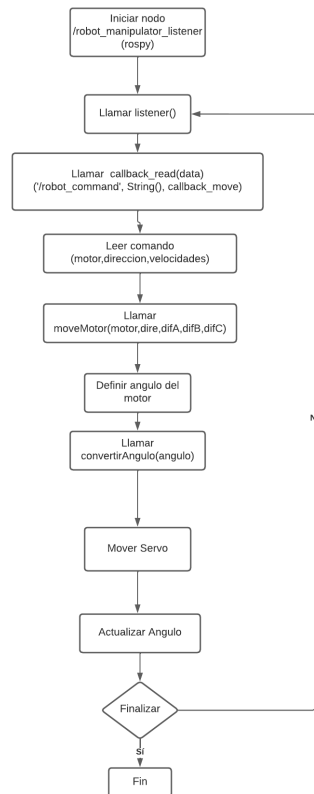 Iniciar nodo
/robot_manipulator_listener
(rospy)
Llamar listener()
Llamar callback_read(data)
('/robot_command', String(), callback_move)
Leer comando
(motor,direccion,velocidades)
Llamar
moveMotor(motor,dire,difA,difB,difC)
Definir angulo del
motor
Llamar
convertirAngulo(angulo)
Mover Servo
Actualizar Angulo
Finalizar
Sí
Fin